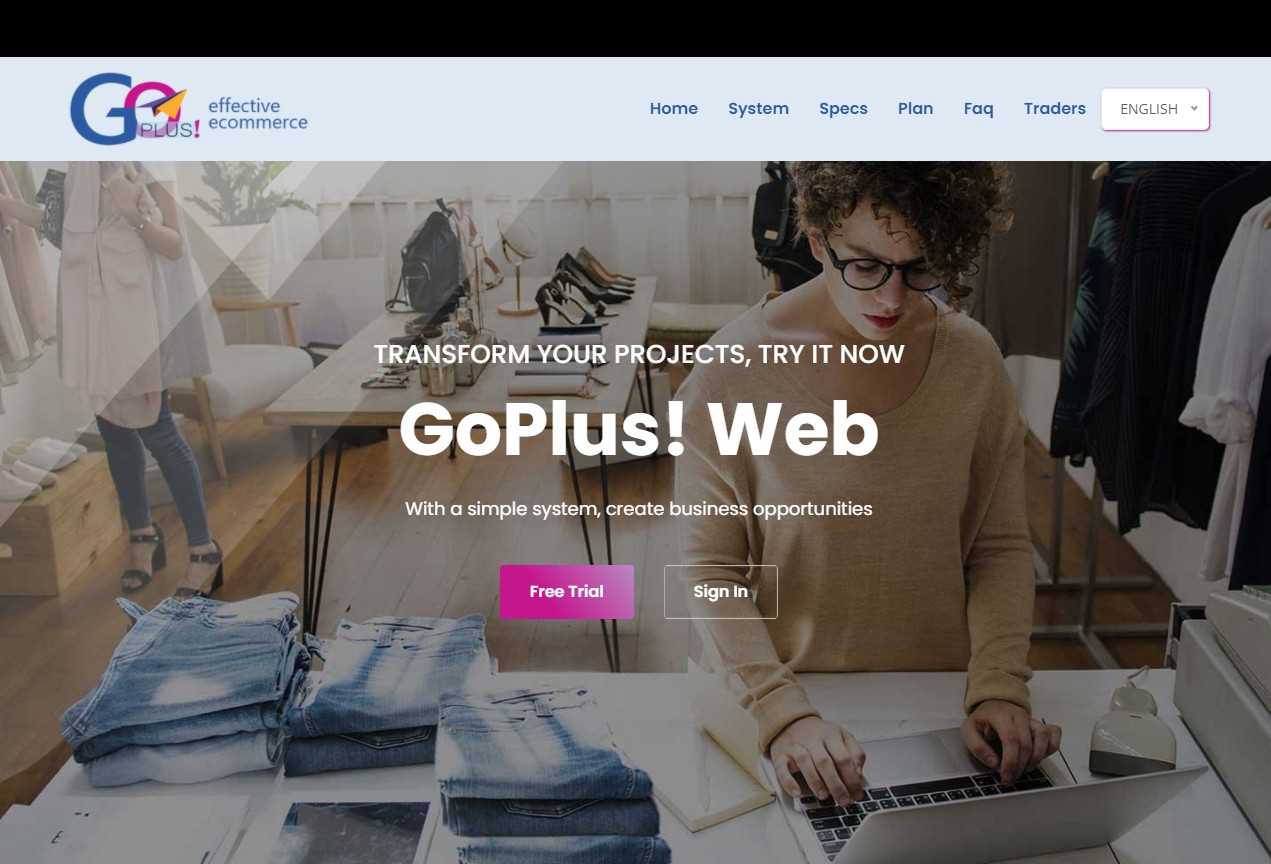 GO PLUS! effective
ecommerce
Home System Specs Plan Faq Traders ENGLISH
TRANSFORM YOUR PROJECTS, TRY IT NOW
GoPlus! Web
With a simple system, create business opportunities
Free Trial Sign In
E